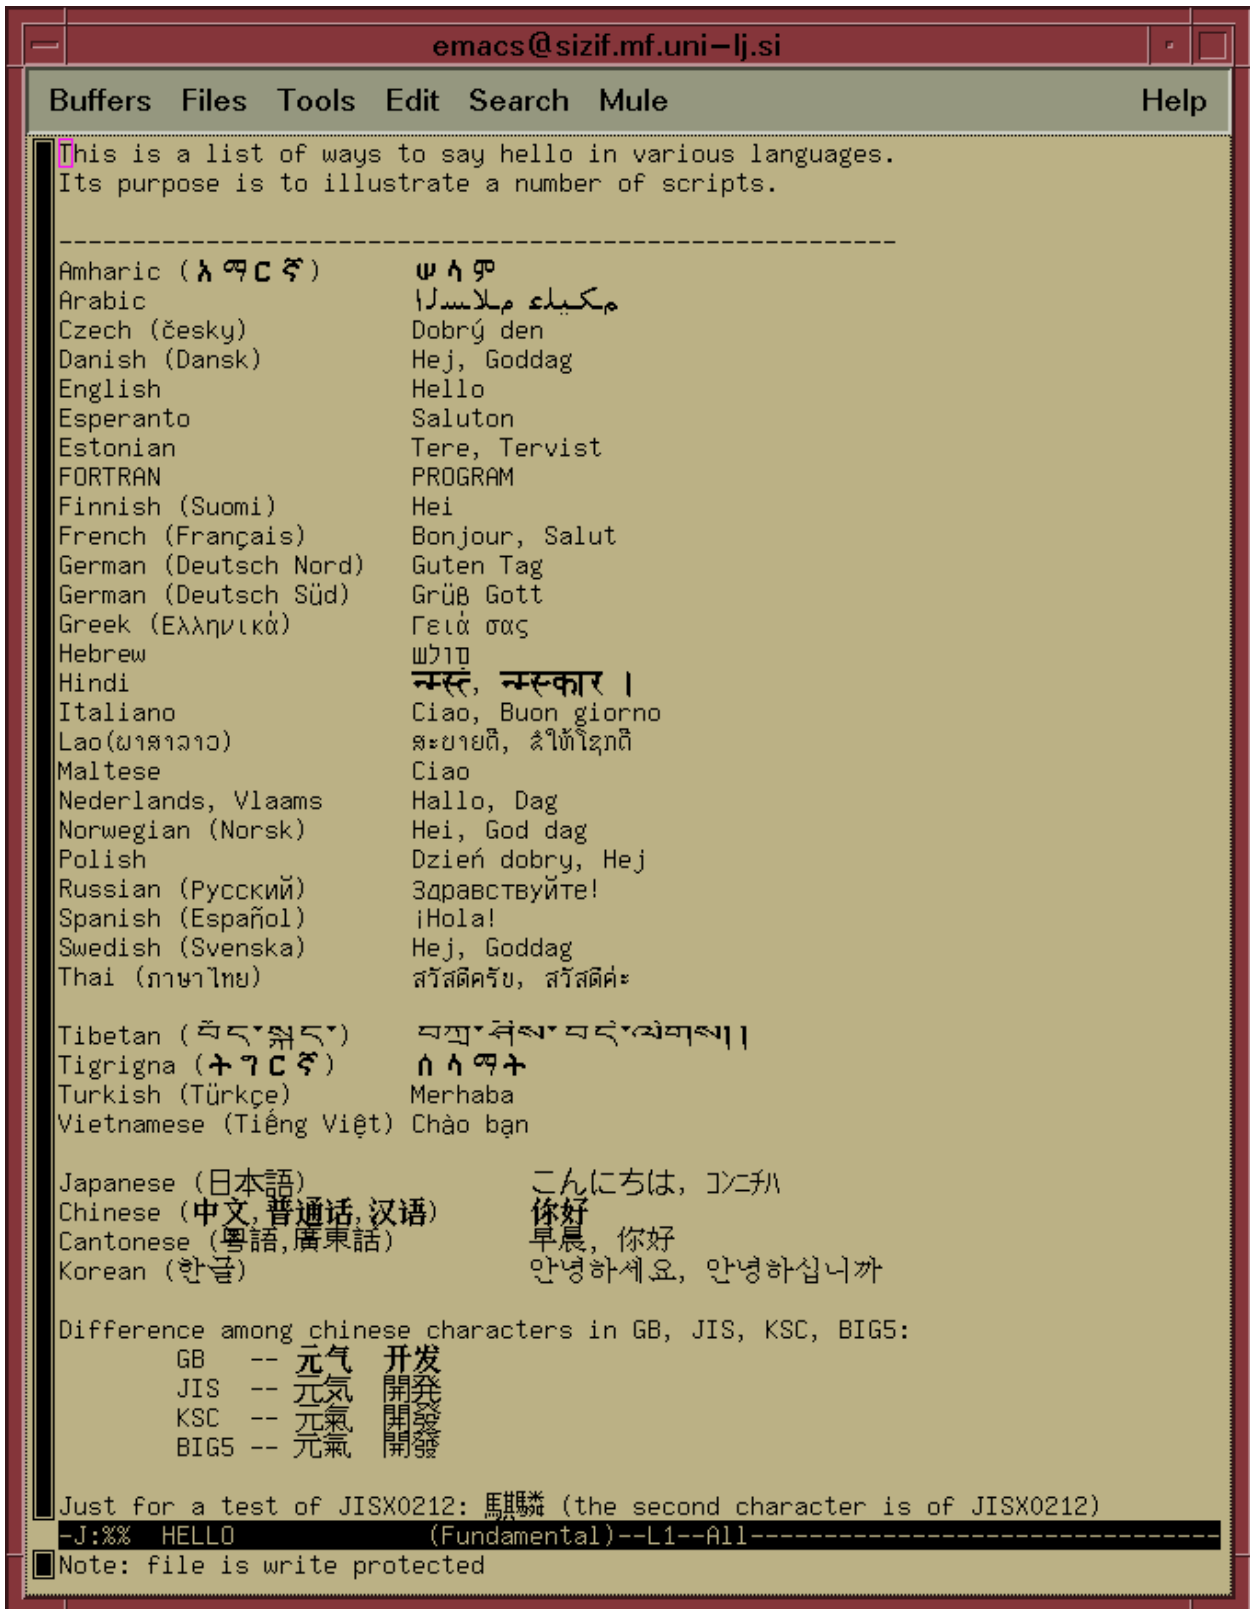 emacs@sizif.mf.uni-lj.si
Buffers Files Tools Edit Search Mule Help
This is a list of ways to say hello in various languages.
Its purpose is to illustrate a number of scripts.
---------------------------------------------------------
Amharic (አማርኛ) ሠላም
Arabic السلام عليكم
Czech (česky) Dobrý den
Danish (Dansk) Hej, Goddag
English Hello
Esperanto Saluton
Estonian Tere, Tervist
FORTRAN PROGRAM
Finnish (Suomi) Hei
French (Français) Bonjour, Salut
German (Deutsch Nord) Guten Tag
German (Deutsch Süd) Grüß Gott
Greek (Ελληνικά) Γειά σας
Hebrew שלום
Hindi नमस्ते, नमस्कार ।
Italiano Ciao, Buon giorno
Lao(ພາສາລາວ) ສະບາຍດີ, ຂໍໃຫ້ໂຊກດີ
Maltese Ciao
Nederlands, Vlaams Hallo, Dag
Norwegian (Norsk) Hei, God dag
Polish Dzień dobry, Hej
Russian (Русский) Здравствуйте!
Spanish (Español) ¡Hola!
Swedish (Svenska) Hej, Goddag
Thai (ภาษาไทย) สวัสดีครับ, สวัสดีค่ะ
Tibetan (བོད་སྐད་) བཀྲ་ཤིས་བདེ་ལེགས།།
Tigrigna (ትግርኛ) ሰላማት
Turkish (Türkçe) Merhaba
Vietnamese (Tiếng Việt) Chào bạn
Japanese (日本語) こんにちは, ｺﾝﾆﾁﾊ
Chinese (中文,普通话,汉语) 你好
Cantonese (粵語,廣東話) 早晨, 你好
Korean (한글) 안녕하세요, 안녕하십니까
Difference among chinese characters in GB, JIS, KSC, BIG5:
GB -- 元气 开发
JIS -- 元気 開発
KSC -- 元氣 開發
BIG5 -- 元氣 開發
Just for a test of JISX0212: 騏驎 (the second character is of JISX0212)
-J:%% HELLO (Fundamental)--L1--All--------------------------------
Note: file is write protected